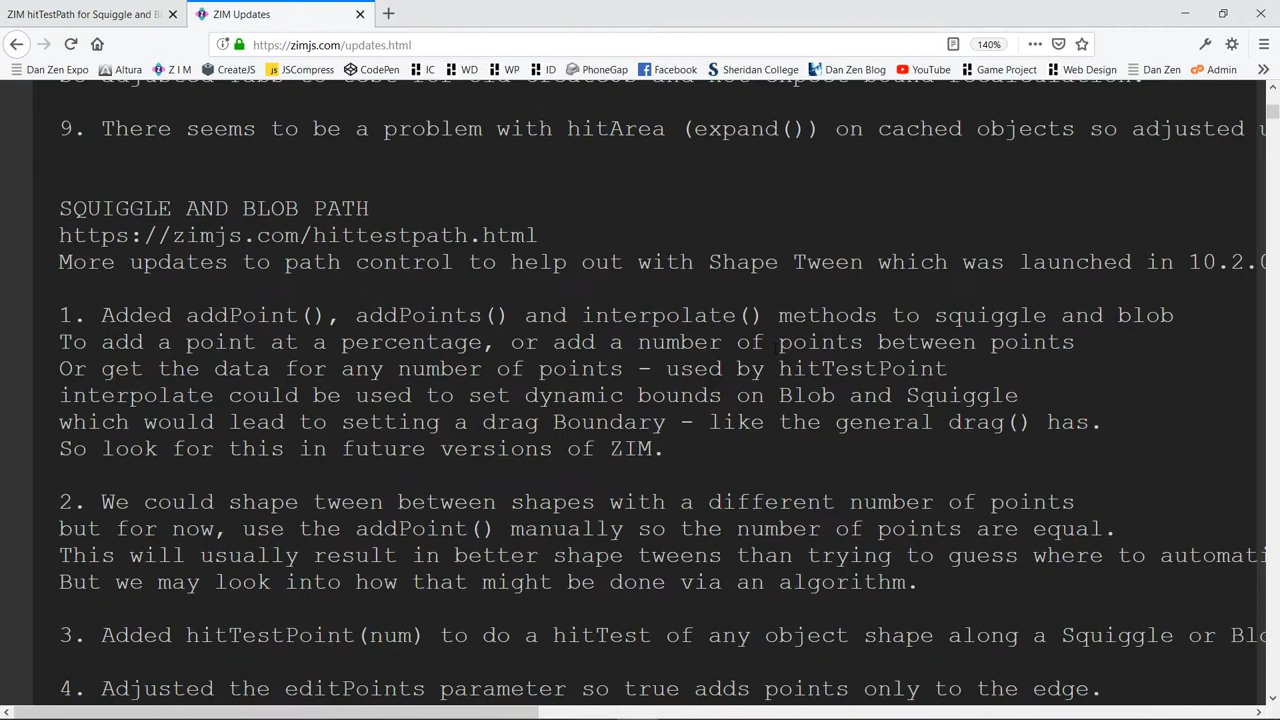 ZIM hitTestPath for Squiggle and Bl
ZIM Updates
https://zimjs.com/updates.html
140%
Dan Zen Expo
Altura
Z I M
CreateJS
JSCompress
CodePen
IC
WD
WP
ID
PhoneGap
Facebook
Sheridan College
Dan Zen Blog
YouTube
Game Project
Web Design
Dan Zen
Admin
9. There seems to be a problem with hitArea (expand()) on cached objects so adjusted
SQUIGGLE AND BLOB PATH
https://zimjs.com/hittestpath.html
More updates to path control to help out with Shape Tween which was launched in 10.2.0
1. Added addPoint(), addPoints() and interpolate() methods to squiggle and blob
To add a point at a percentage, or add a number of points between points
Or get the data for any number of points - used by hitTestPoint
interpolate could be used to set dynamic bounds on Blob and Squiggle
which would lead to setting a drag Boundary - like the general drag() has.
So look for this in future versions of ZIM.
2. We could shape tween between shapes with a different number of points
but for now, use the addPoint() manually so the number of points are equal.
This will usually result in better shape tweens than trying to guess where to automati
But we may look into how that might be done via an algorithm.
3. Added hitTestPoint(num) to do a hitTest of any object shape along a Squiggle or Blo
4. Adjusted the editPoints parameter so true adds points only to the edge.